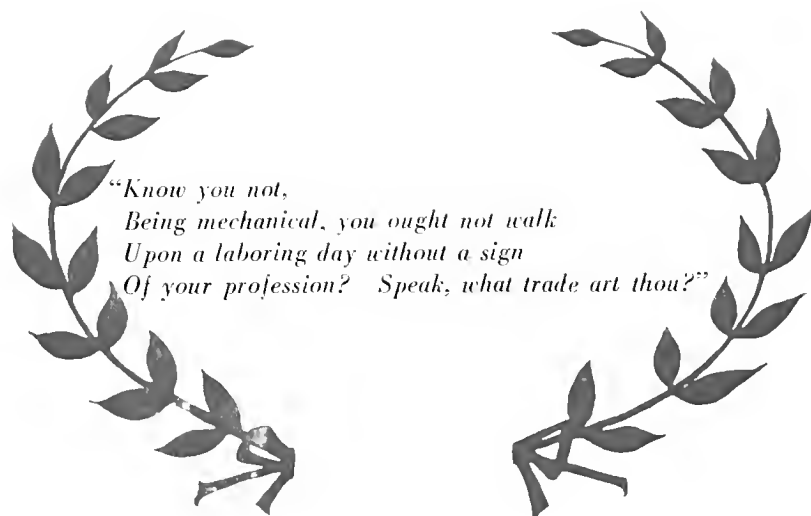 “Know you not,
Being mechanical, you ought not walk
Upon a laboring day without a sign
Of your profession? Speak, what trade art thou?”